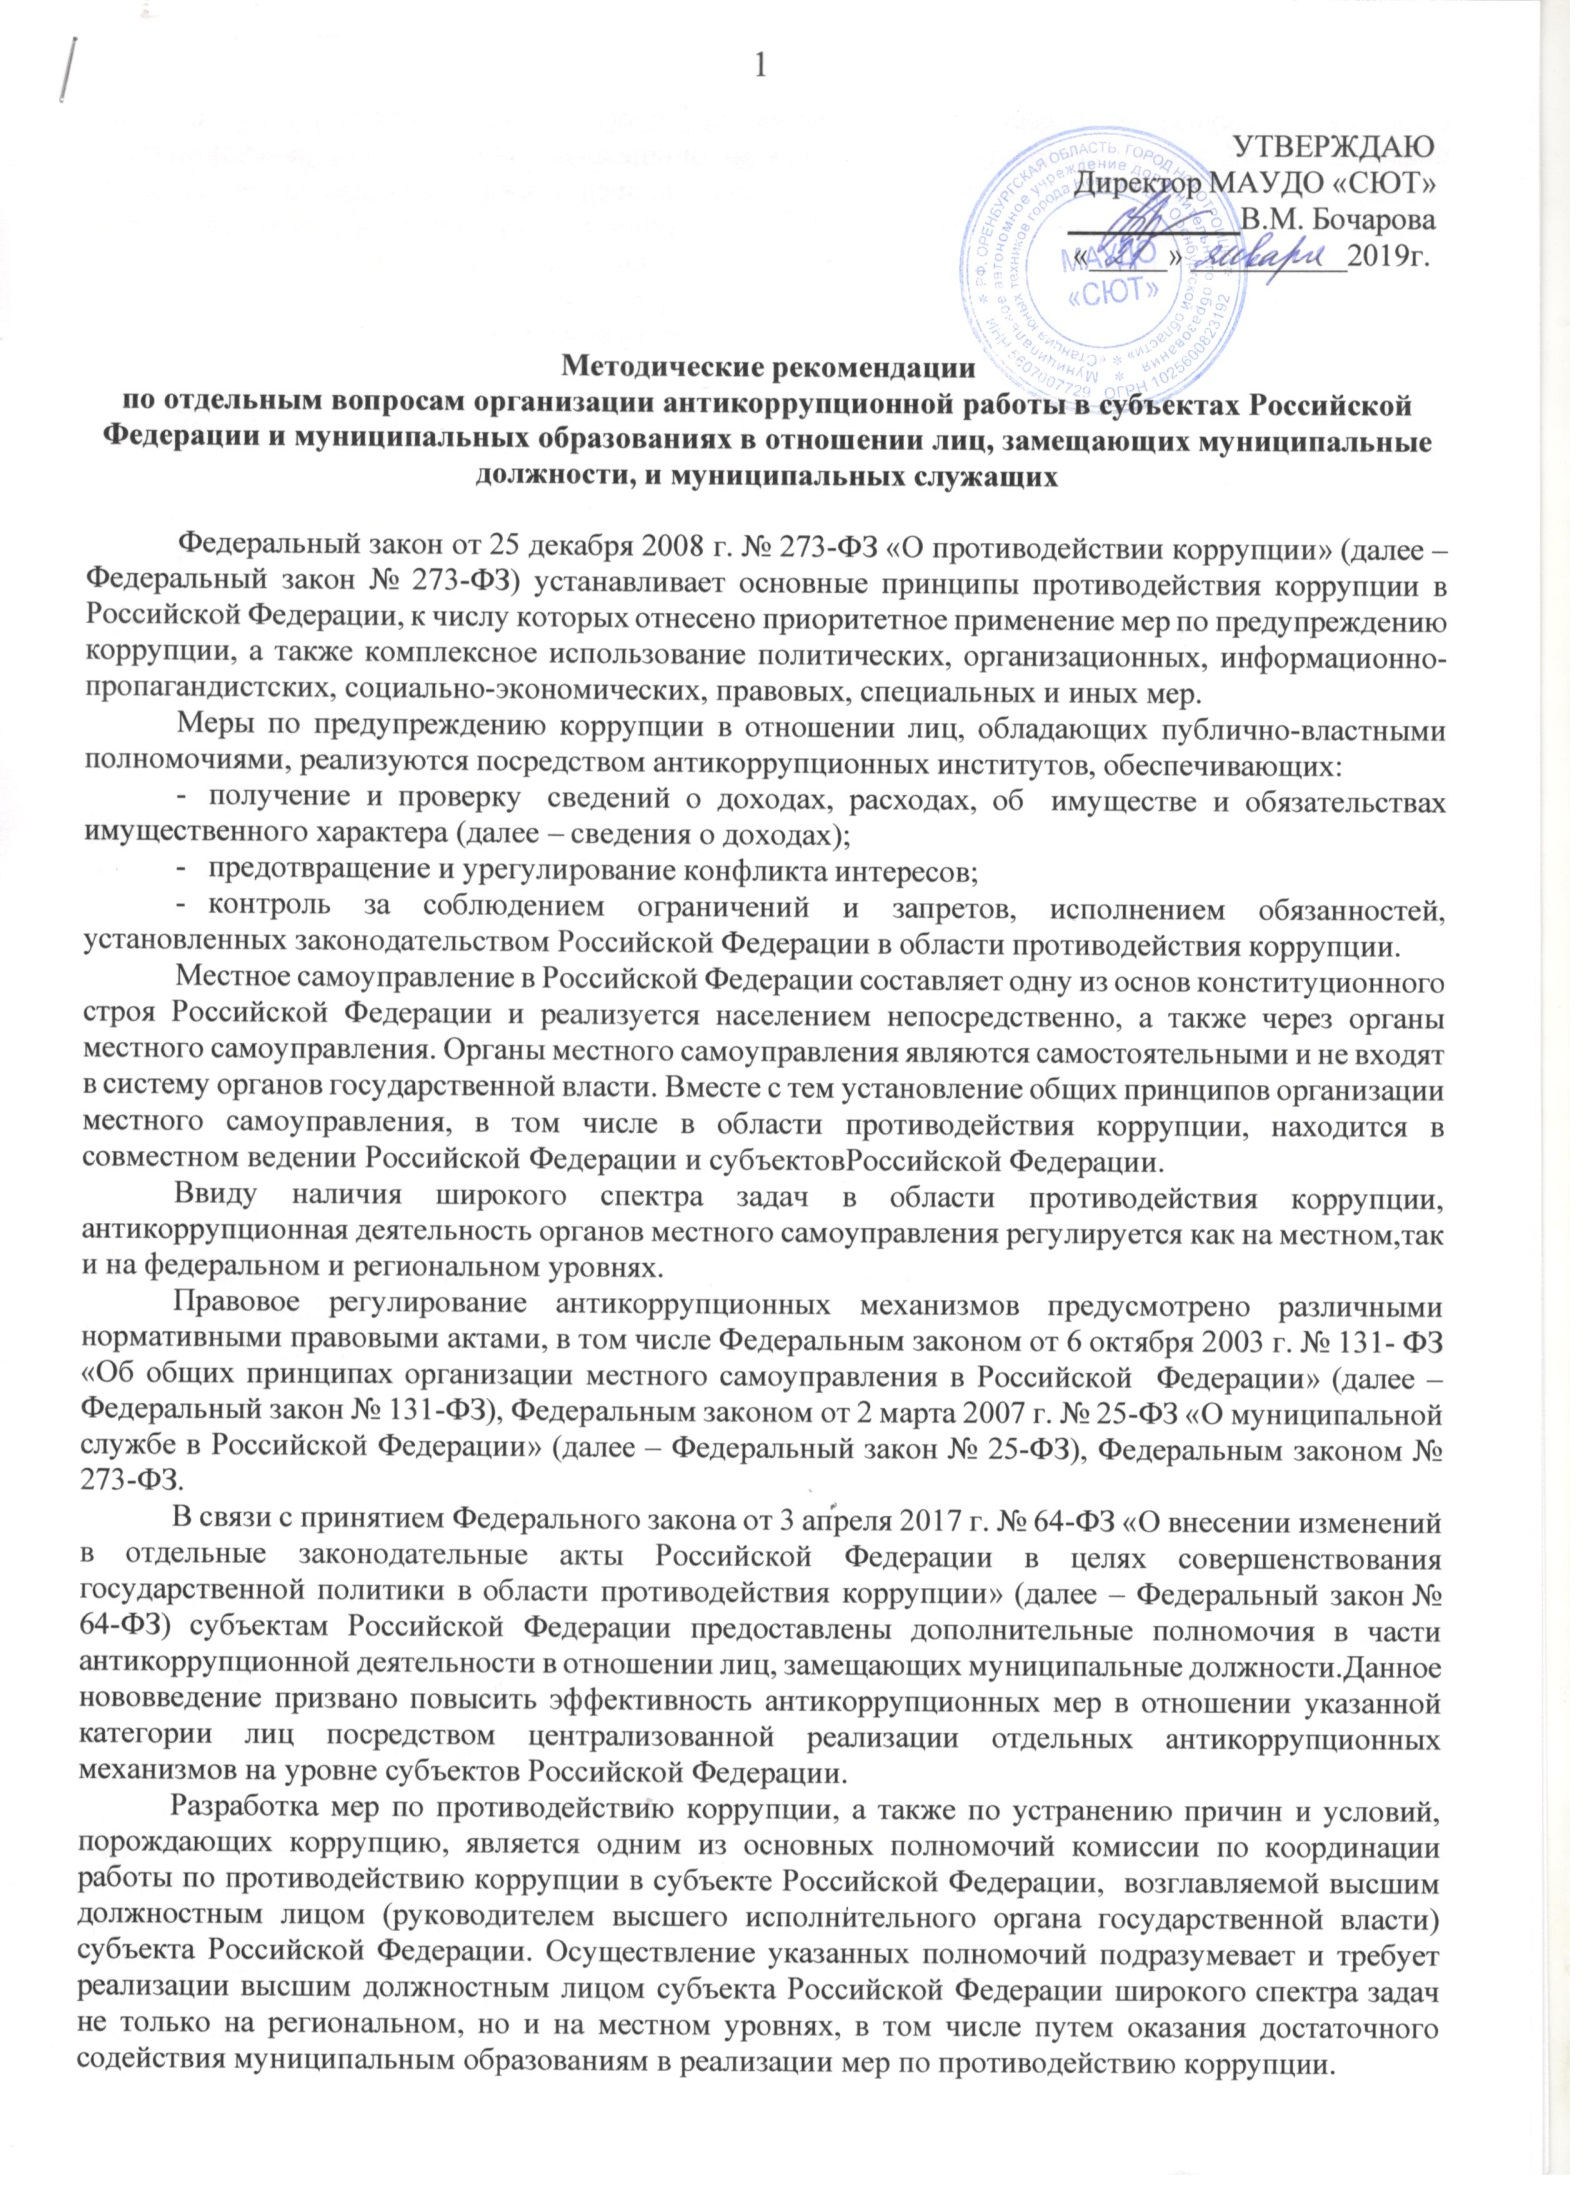 1
УТВЕРЖДАЮ
Директор МАУДО «СЮТ»
В.М. Бочарова
«21» января 2019г.
РФ. ОРЕНБУРГСКАЯ ОБЛАСТЬ. ГОРОД НОВОТРОИЦК
ИНН 5607007729 ОГРН 1025600823192
МАУДО
«СЮТ»
Методические рекомендации
по отдельным вопросам организации антикоррупционной работы в субъектах Российской
Федерации и муниципальных образованиях в отношении лиц, замещающих муниципальные
должности, и муниципальных служащих
Федеральный закон от 25 декабря 2008 г. № 273-ФЗ «О противодействии коррупции» (далее –
Федеральный закон № 273-ФЗ) устанавливает основные принципы противодействия коррупции в
Российской Федерации, к числу которых отнесено приоритетное применение мер по предупреждению
коррупции, а также комплексное использование политических, организационных, информационно-
пропагандистских, социально-экономических, правовых, специальных и иных мер.
Меры по предупреждению коррупции в отношении лиц, обладающих публично-властными
полномочиями, реализуются посредством антикоррупционных институтов, обеспечивающих:
- получение и проверку сведений о доходах, расходах, об имуществе и обязательствах
имущественного характера (далее – сведения о доходах);
- предотвращение и урегулирование конфликта интересов;
- контроль за соблюдением ограничений и запретов, исполнением обязанностей,
установленных законодательством Российской Федерации в области противодействия коррупции.
Местное самоуправление в Российской Федерации составляет одну из основ конституционного
строя Российской Федерации и реализуется населением непосредственно, а также через органы
местного самоуправления. Органы местного самоуправления являются самостоятельными и не входят
в систему органов государственной власти. Вместе с тем установление общих принципов организации
местного самоуправления, в том числе в области противодействия коррупции, находится в
совместном ведении Российской Федерации и субъектовРоссийской Федерации.
Ввиду наличия широкого спектра задач в области противодействия коррупции,
антикоррупционная деятельность органов местного самоуправления регулируется как на местном,так
и на федеральном и региональном уровнях.
Правовое регулирование антикоррупционных механизмов предусмотрено различными
нормативными правовыми актами, в том числе Федеральным законом от 6 октября 2003 г. № 131- ФЗ
«Об общих принципах организации местного самоуправления в Российской Федерации» (далее –
Федеральный закон № 131-ФЗ), Федеральным законом от 2 марта 2007 г. № 25-ФЗ «О муниципальной
службе в Российской Федерации» (далее – Федеральный закон № 25-ФЗ), Федеральным законом №
273-ФЗ.
В связи с принятием Федерального закона от 3 апреля 2017 г. № 64-ФЗ «О внесении изменений
в отдельные законодательные акты Российской Федерации в целях совершенствования
государственной политики в области противодействия коррупции» (далее – Федеральный закон №
64-ФЗ) субъектам Российской Федерации предоставлены дополнительные полномочия в части
антикоррупционной деятельности в отношении лиц, замещающих муниципальные должности.Данное
нововведение призвано повысить эффективность антикоррупционных мер в отношении указанной
категории лиц посредством централизованной реализации отдельных антикоррупционных
механизмов на уровне субъектов Российской Федерации.
Разработка мер по противодействию коррупции, а также по устранению причин и условий,
порождающих коррупцию, является одним из основных полномочий комиссии по координации
работы по противодействию коррупции в субъекте Российской Федерации, возглавляемой высшим
должностным лицом (руководителем высшего исполнительного органа государственной власти)
субъекта Российской Федерации. Осуществление указанных полномочий подразумевает и требует
реализации высшим должностным лицом субъекта Российской Федерации широкого спектра задач
не только на региональном, но и на местном уровнях, в том числе путем оказания достаточного
содействия муниципальным образованиям в реализации мер по противодействию коррупции.